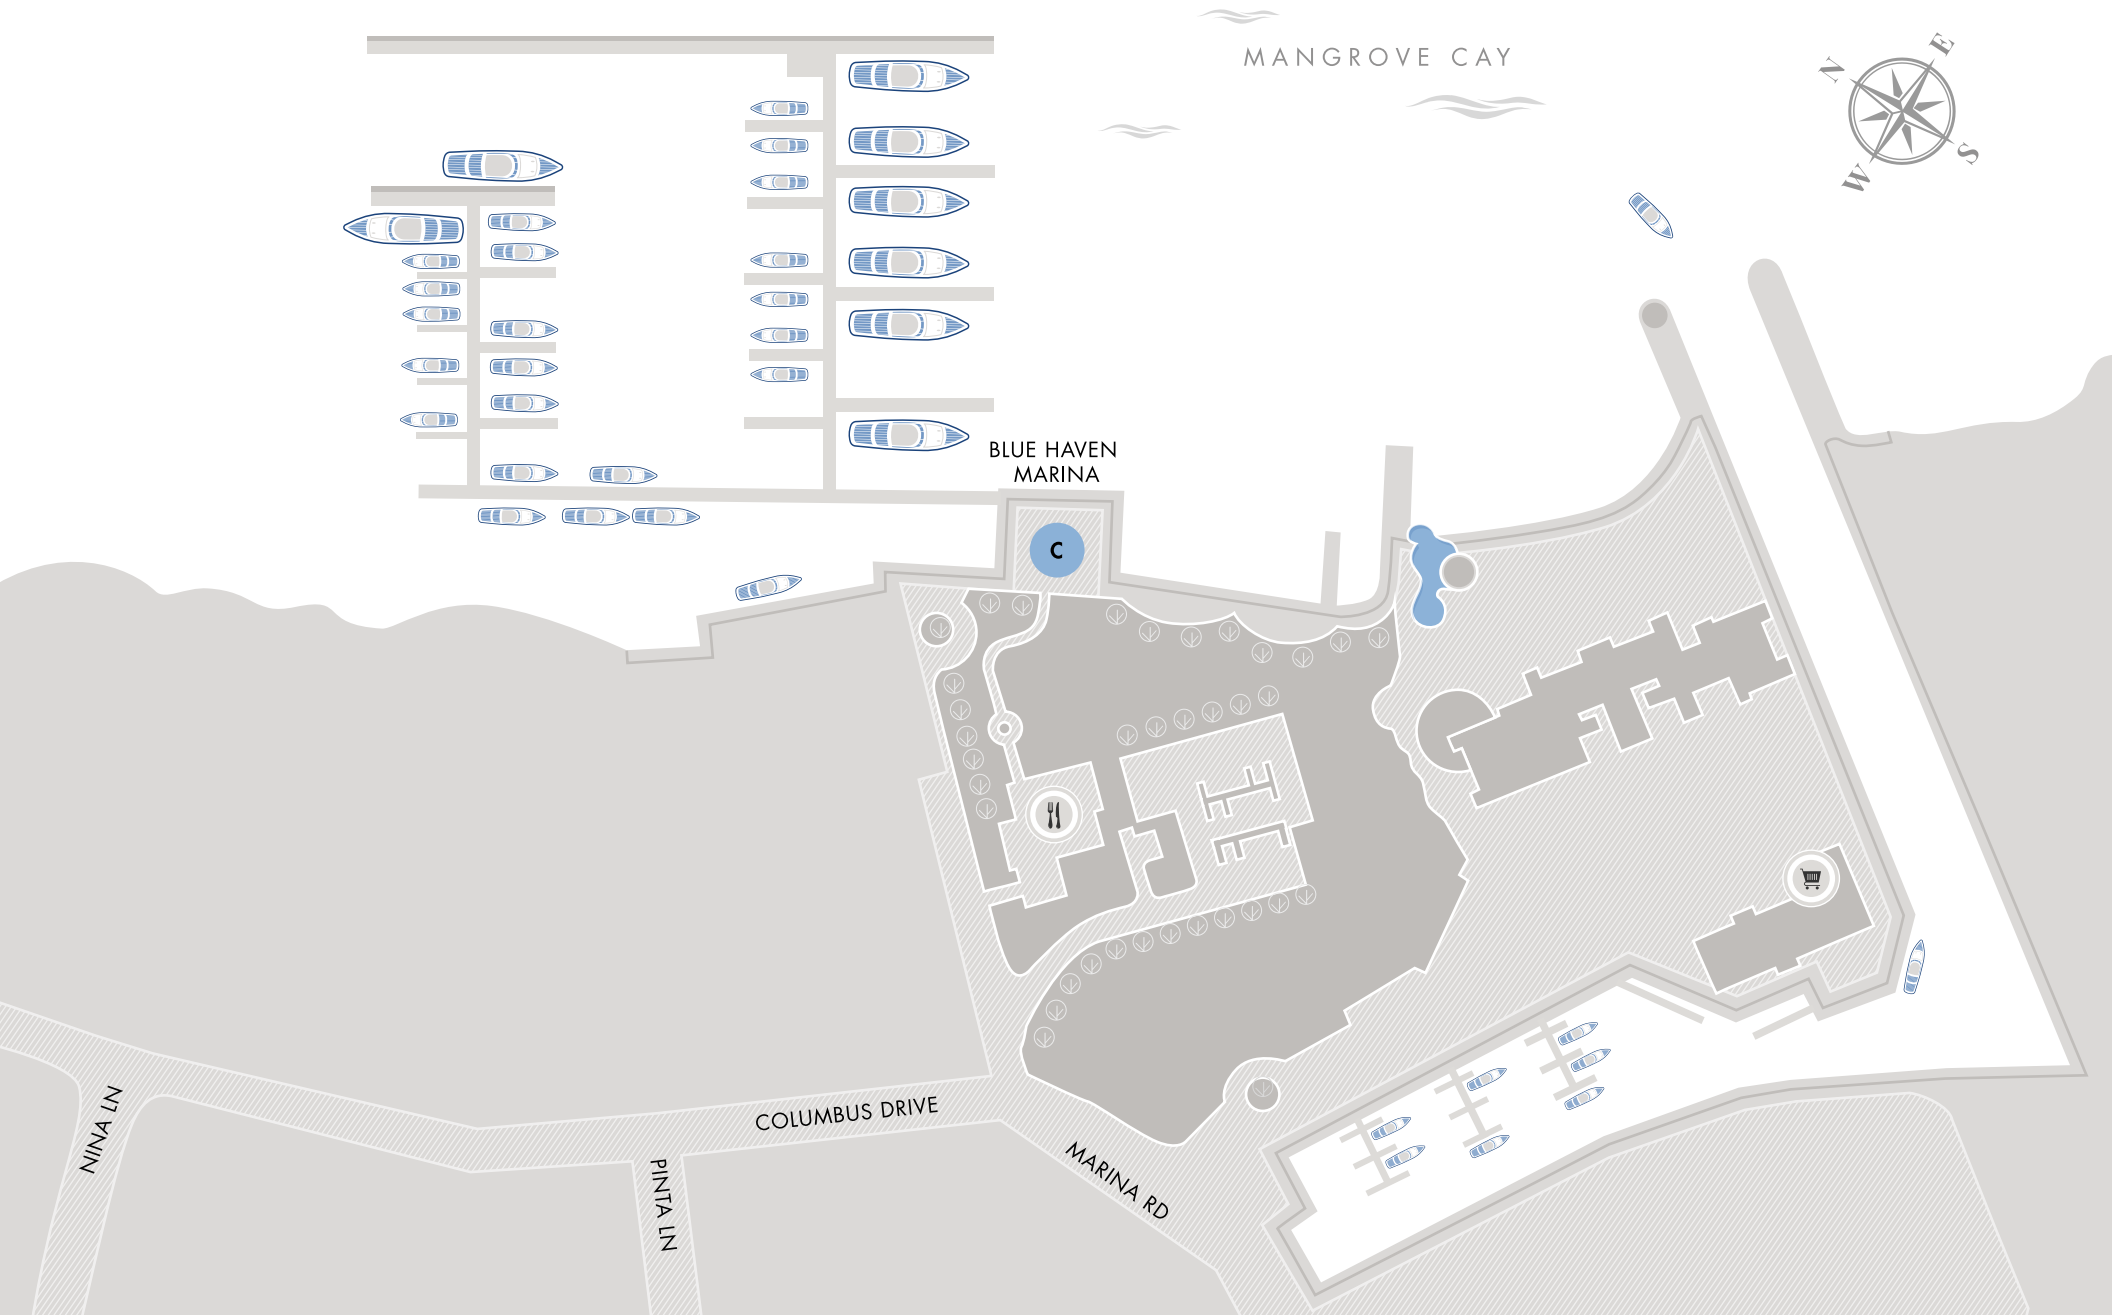 MANGROVE CAY
N
E
S
W
BLUE HAVEN
MARINA
C
NINA LN
COLUMBUS DRIVE
PINTA LN
MARINA RD